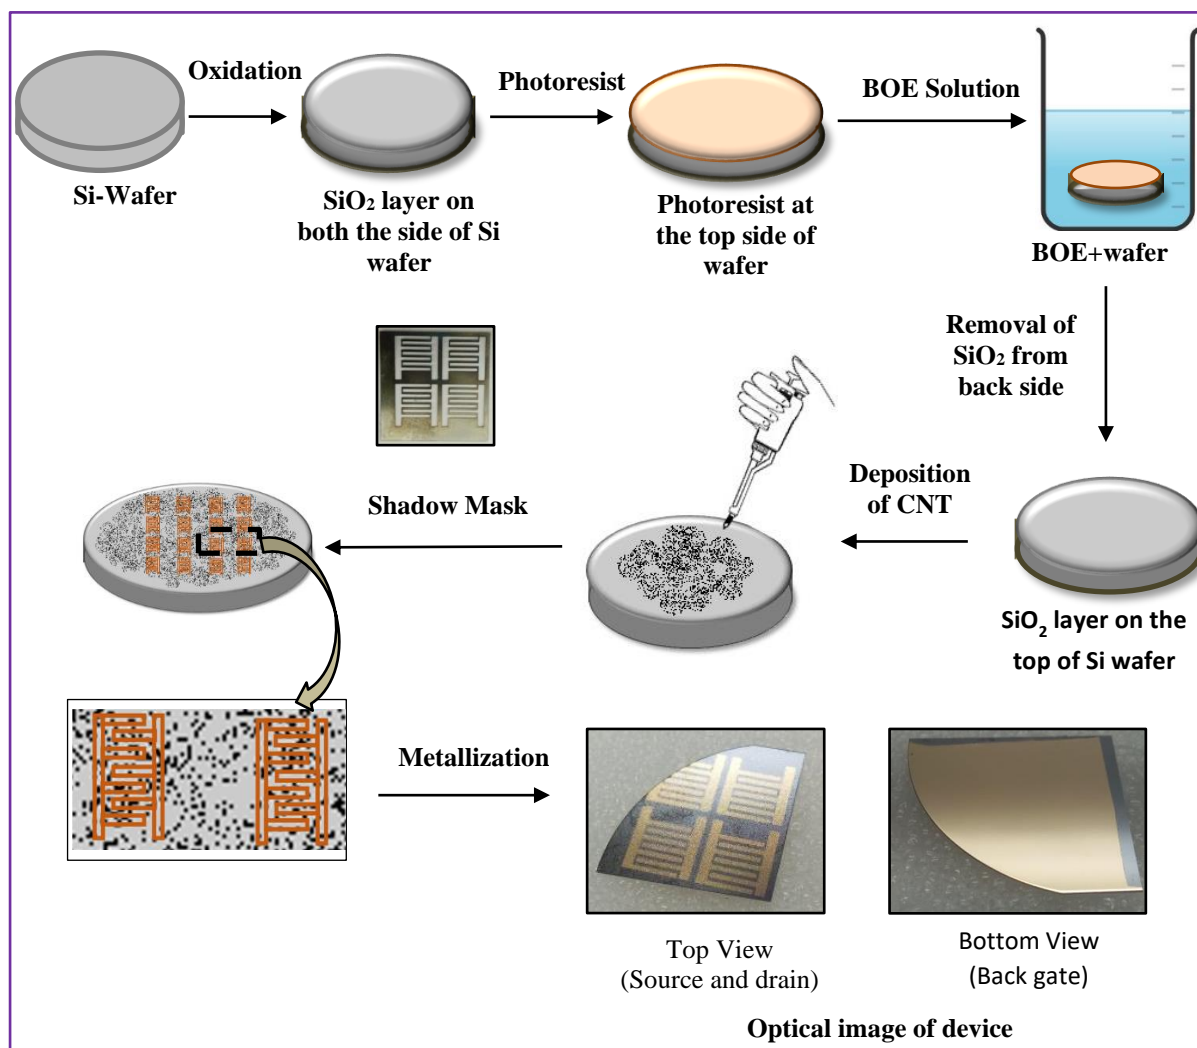 Oxidation
Photoresist
BOE Solution
Si-Wafer
SiO₂ layer on
both the side of Si
wafer
Photoresist at
the top side of
wafer
BOE+wafer
Removal of
SiO₂ from
back side
Deposition
of CNT
Shadow Mask
SiO₂ layer on the
top of Si wafer
Metallization
Top View
(Source and drain)
Bottom View
(Back gate)
Optical image of device